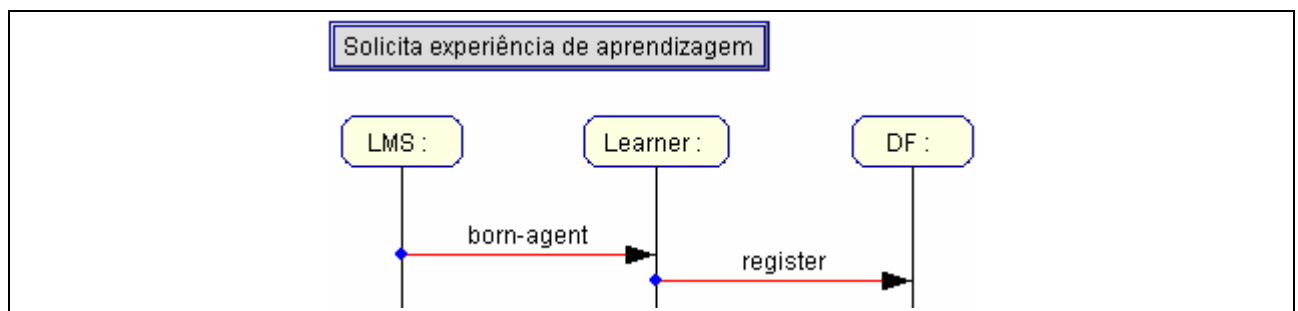 Solicita experiência de aprendizagem
LMS : Learner : DF :
born-agent
register